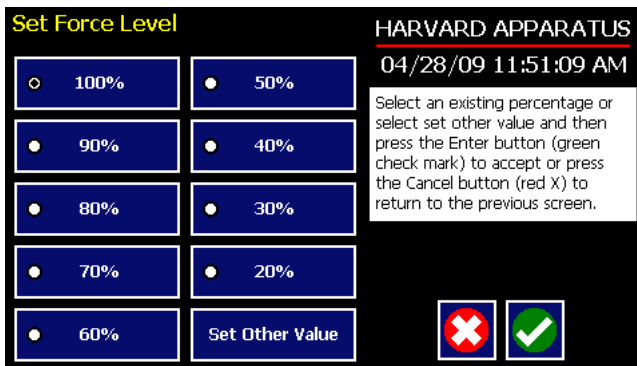 Set Force Level
100%
90%
80%
70%
60%
50%
40%
30%
20%
Set Other Value
HARVARD APPARATUS
04/28/09 11:51:09 AM
Select an existing percentage or
select set other value and then
press the Enter button (green
check mark) to accept or press
the Cancel button (red X) to
return to the previous screen.